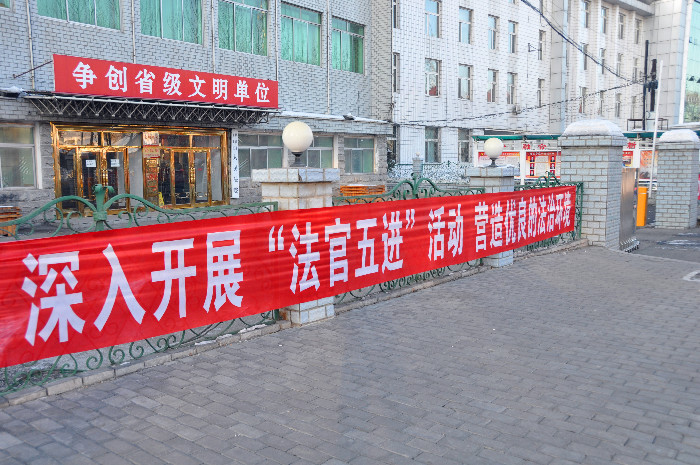 争创省级文明单位
深入开展“法官五进”活动 营造优良的法治环境